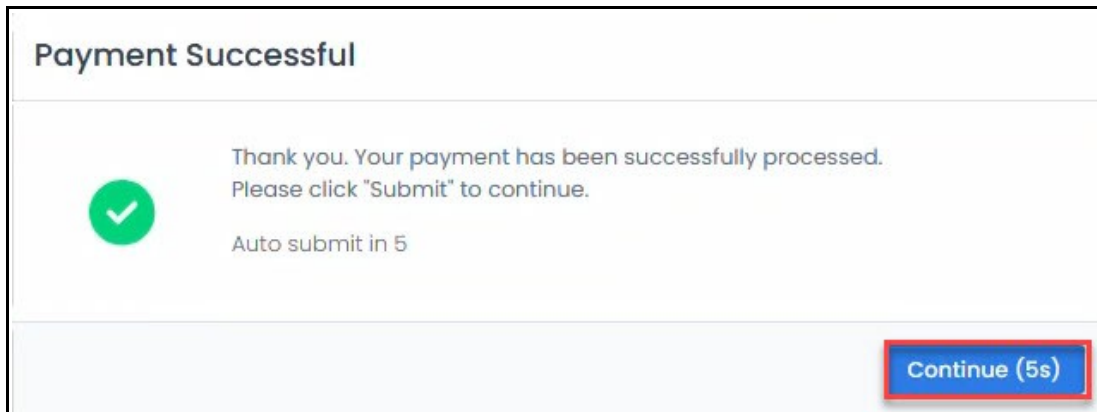 Payment Successful
Thank you. Your payment has been successfully processed.
Please click "Submit" to continue.
Auto submit in 5
Continue (5s)